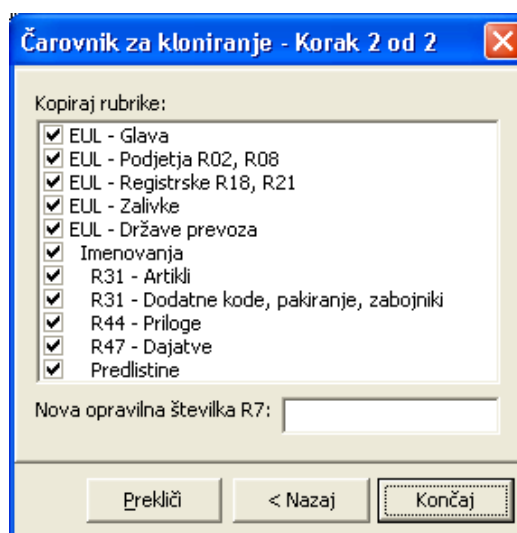 Čarovnik za kloniranje - Korak 2 od 2
Kopiraj rubrike:
EUL - Glava
EUL - Podjetja R02, R08
EUL - Registrske R18, R21
EUL - Zalivke
EUL - Države prevoza
Imenovanja
R31 - Artikli
R31 - Dodatne kode, pakiranje, zabojniki
R44 - Priloge
R47 - Dajatve
Predlistine
Nova opravilna številka R7:
Prekliči
< Nazaj
Končaj